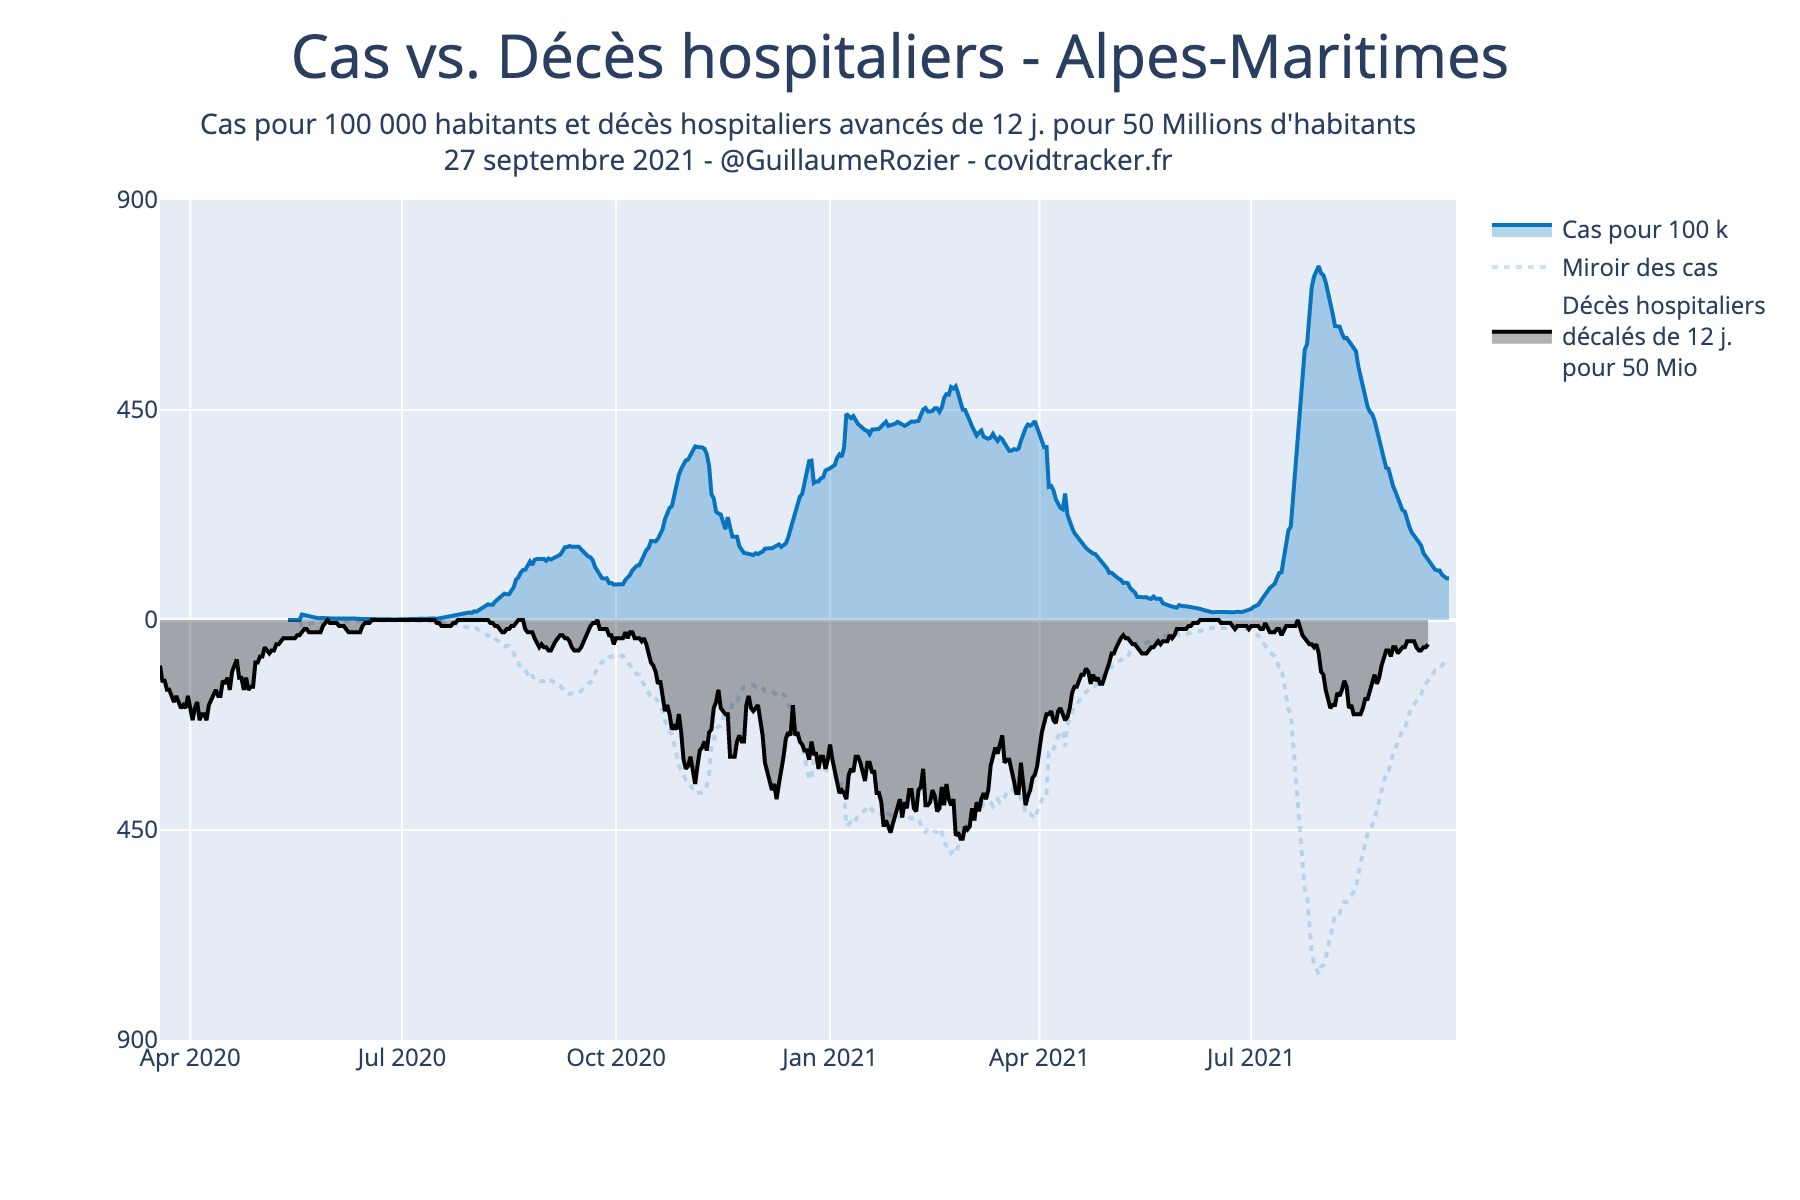 Cas vs. Décès hospitaliers - Alpes-Maritimes
Cas pour 100 000 habitants et décès hospitaliers avancés de 12 j. pour 50 Millions d'habitants
27 septembre 2021 - @GuillaumeRozier - covidtracker.fr
900
450
0
450
900
Apr 2020
Jul 2020
Oct 2020
Jan 2021
Apr 2021
Jul 2021
Cas pour 100 k
Miroir des cas
Décès hospitaliers
décalés de 12 j.
pour 50 Mio